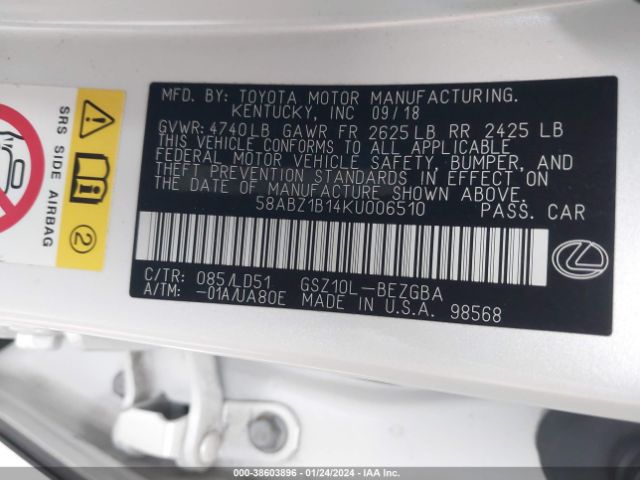 MFD. BY: TOYOTA MOTOR MANUFACTURING.
KENTUCKY, INC 09/18
GVWR: 4740LB GAWR FR 2625LB RR 2425 LB
THIS VEHICLE CONFORMS TO ALL APPLICABLE
FEDERAL MOTOR VEHICLE SAFETY, BUMPER, AND
THEFT PREVENTION STANDARDS IN EFFECT ON
THE DATE OF MANUFACTURE SHOWN ABOVE.
58ABZ1B14KU006510 PASS. CAR
C/TR: 085/LD51 GSZ10L-BEZGBA
A/TM: -01A/UA80E MADE IN U.S.A. 98568
SRS SIDE AIRBAG
2
000-38603896 - 01/24/2024 - IAA Inc.